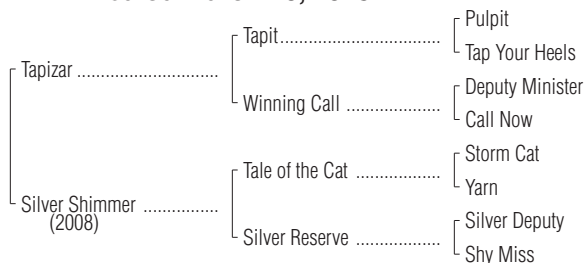 Pulpit
Tapit..........................................
Tap Your Heels
Tapizar ....................................
Deputy Minister
Winning Call ........................
Call Now
Storm Cat
Tale of the Cat .....................
Yarn
Silver Shimmer ...................
(2008)
Silver Deputy
Silver Reserve .....................
Shy Miss